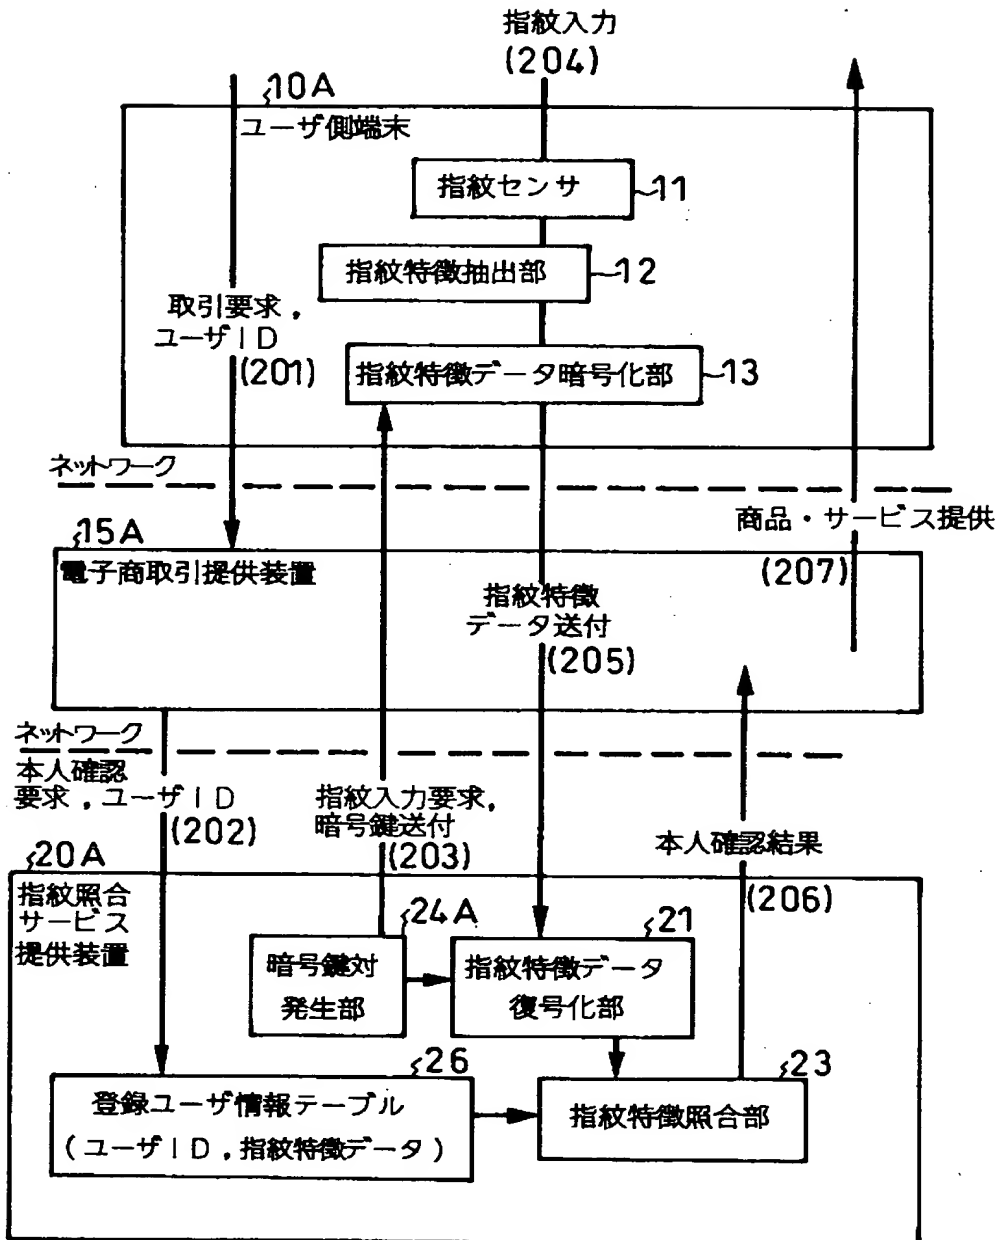 指紋入力
(204)
10A
ユーザ側端末
指紋センサ
11
指紋特徴抽出部
12
取引要求，
ユーザID
(201)
指紋特徴データ暗号化部
13
ネットワーク
商品・サービス提供
(207)
15A
電子商取引提供装置
指紋特徴
データ送付
(205)
ネットワーク
本人確認
要求，ユーザID
(202)
指紋入力要求，
暗号鍵送付
(203)
本人確認結果
(206)
20A
指紋照合
サービス
提供装置
24A
暗号鍵対
発生部
21
指紋特徴データ
復号化部
26
登録ユーザ情報テーブル
(ユーザID，指紋特徴データ)
23
指紋特徴照合部